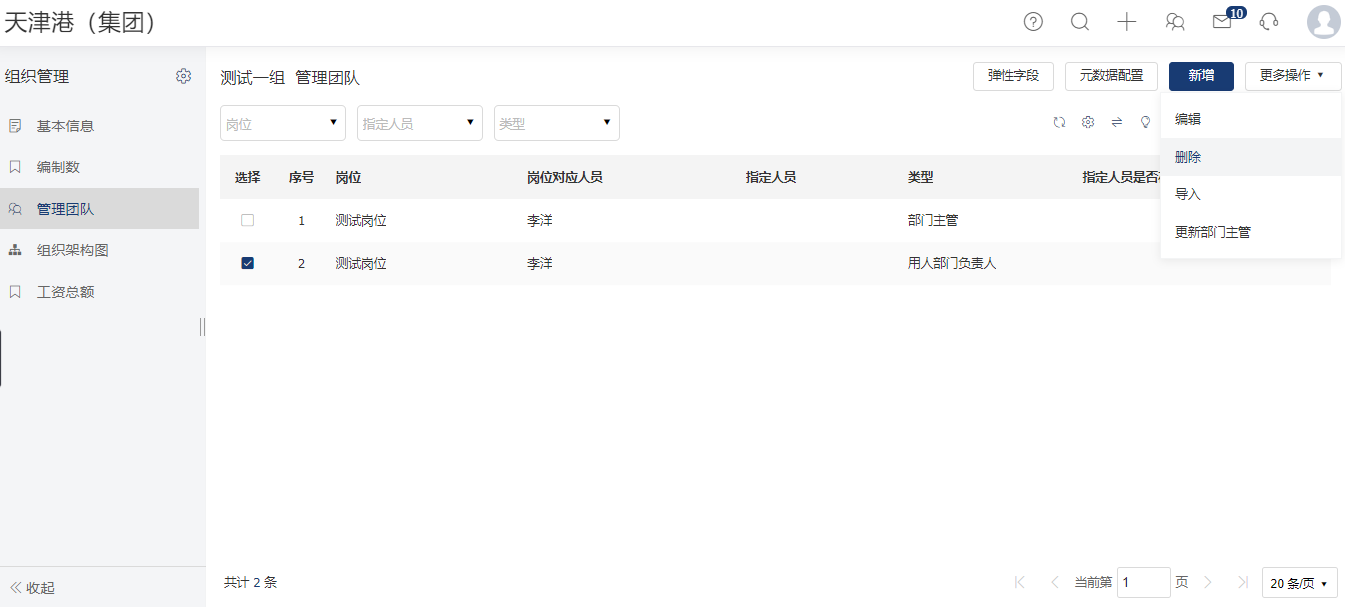 天津港（集团）
10
组织管理
基本信息
编制数
管理团队
组织架构图
工资总额
收起
测试一组 管理团队
弹性字段 元数据配置 新增 更多操作
岗位 指定人员 类型
编辑
删除
导入
更新部门主管
选择 序号 岗位 岗位对应人员 指定人员 类型 指定人员是否
1 测试岗位 李洋 部门主管
2 测试岗位 李洋 用人部门负责人
共计 2 条
当前第 1 页 20 条/页